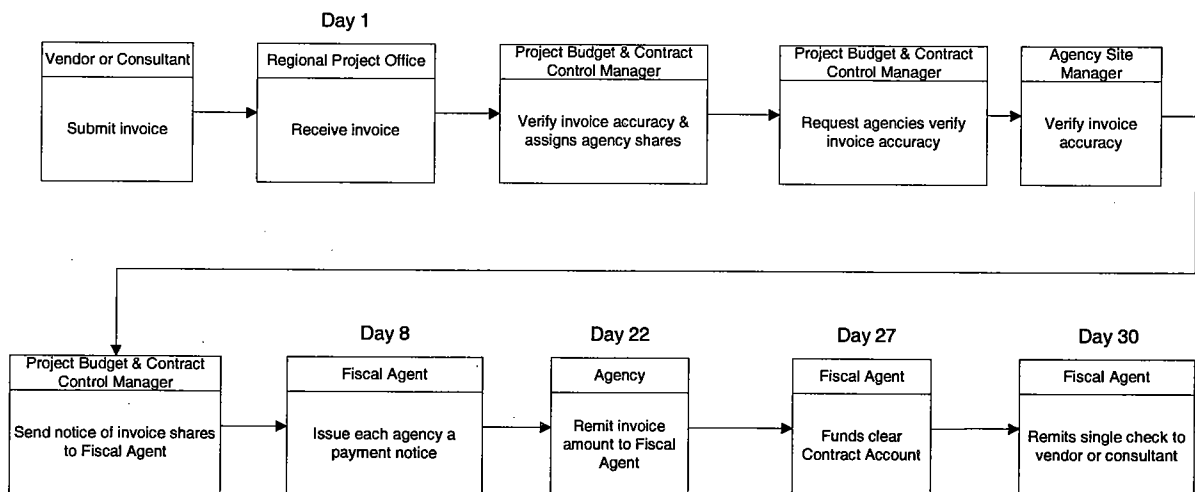 Day 1
Vendor or Consultant
Submit invoice
Regional Project Office
Receive invoice
Project Budget & Contract
Control Manager
Verify invoice accuracy &
assigns agency shares
Project Budget & Contract
Control Manager
Request agencies verify
invoice accuracy
Agency Site
Manager
Verify invoice
accuracy
Project Budget & Contract
Control Manager
Send notice of invoice shares
to Fiscal Agent
Day 8
Fiscal Agent
Issue each agency a
payment notice
Day 22
Agency
Remit invoice
amount to Fiscal
Agent
Day 27
Fiscal Agent
Funds clear
Contract Account
Day 30
Fiscal Agent
Remits single check to
vendor or consultant